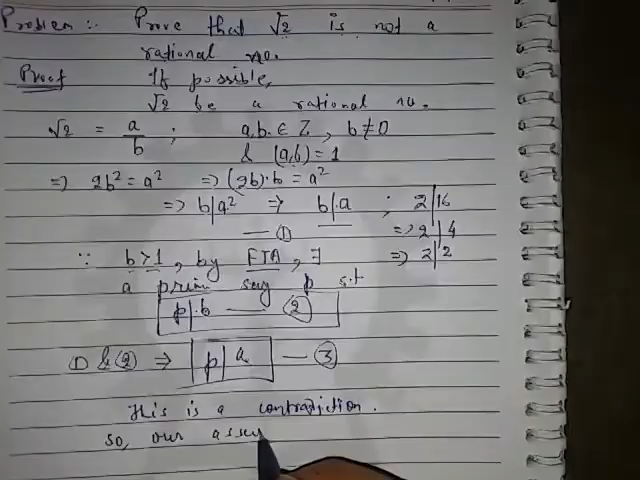 Problem :- Prove that √2 is not a
rational no.
Proof If possible,
√2 be a rational no.
√2 = a/b ; a,b ∈ Z, b≠0
& (a,b) = 1
=> 2b² = a² => (2b)·b = a²
=> b|a² => b|a ; 2|16
—① => 2|4
∵ b>1, by FTA, ∃ => 2|2
a prime say p s.t
p|b — ②
① & ② => p|a — ③
This is a contradiction.
so, our assu